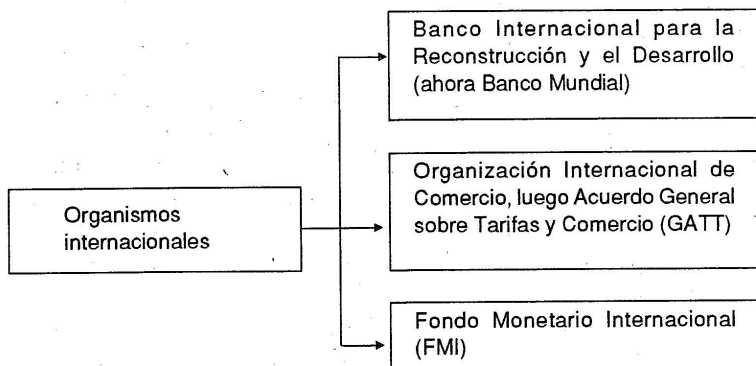 Organismos
internacionales
Banco Internacional para la
Reconstrucción y el Desarrollo
(ahora Banco Mundial)
Organización Internacional de
Comercio, luego Acuerdo General
sobre Tarifas y Comercio (GATT)
Fondo Monetario Internacional
(FMI)